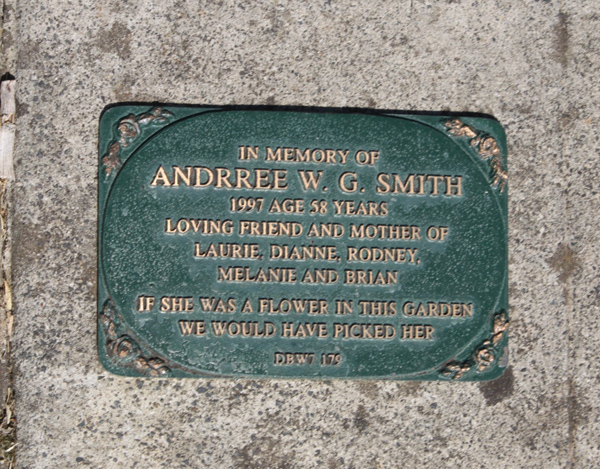 IN MEMORY OF
ANDRREE W. G. SMITH
1997 AGE 58 YEARS
LOVING FRIEND AND MOTHER OF
LAURIE, DIANNE, RODNEY,
MELANIE AND BRIAN
IF SHE WAS A FLOWER IN THIS GARDEN
WE WOULD HAVE PICKED HER
DBW7 179